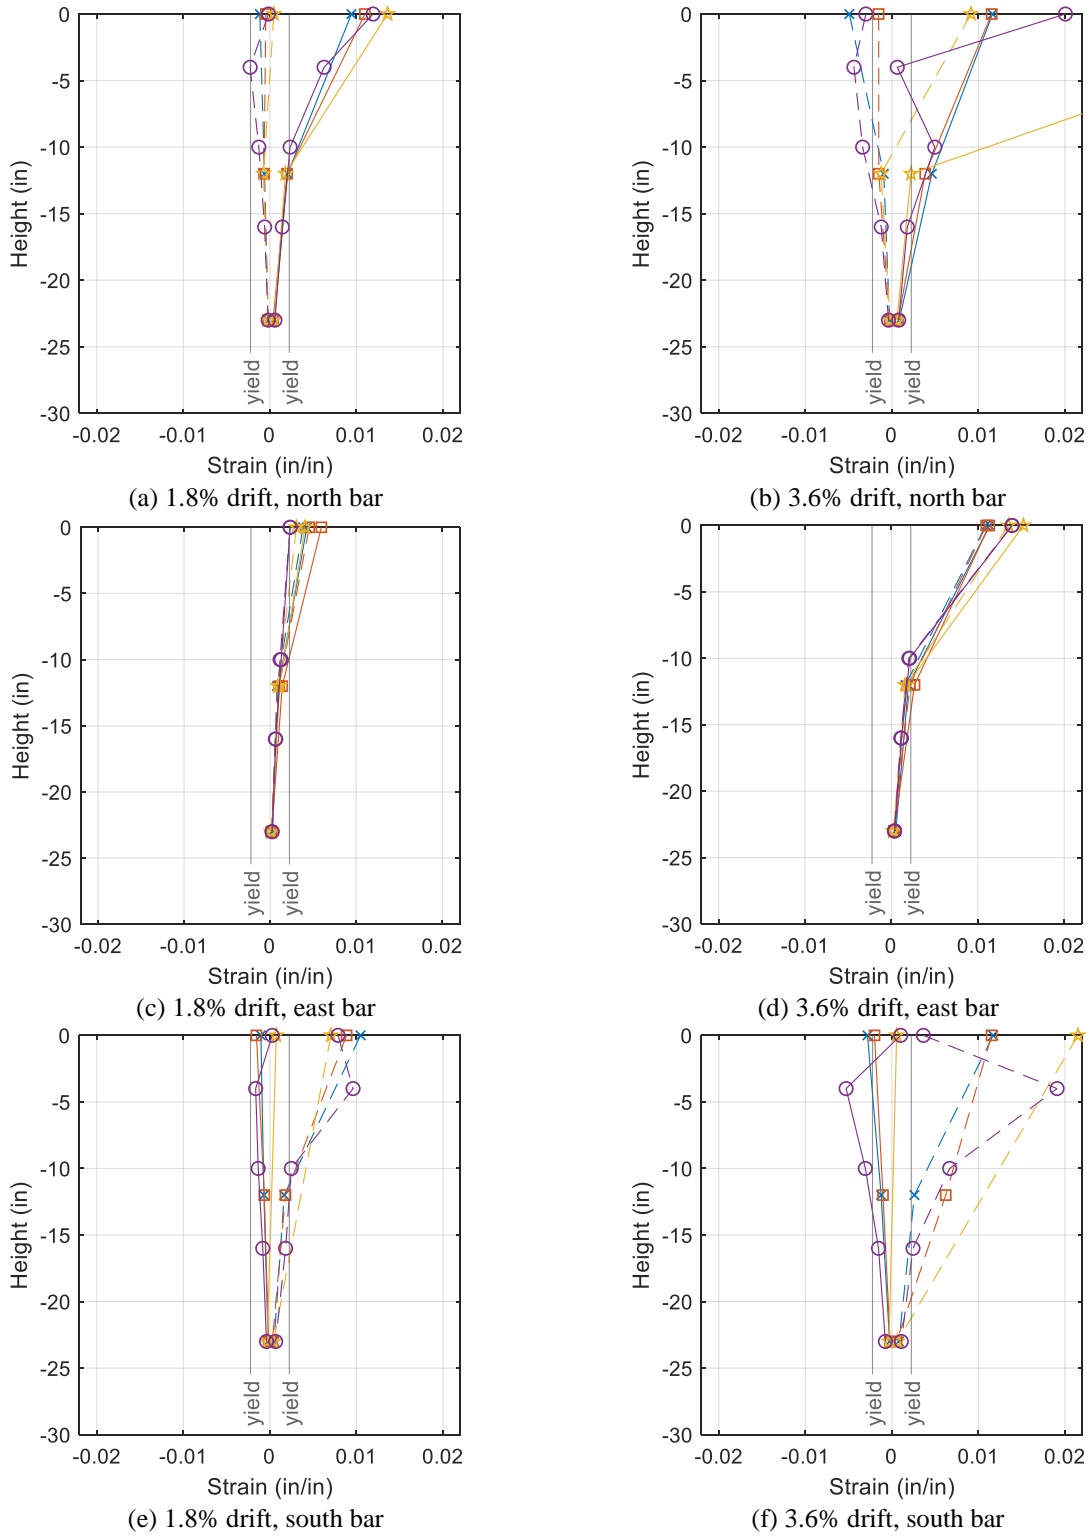 0
-5
-10
-15
-20
-25
-30
Height (in)
yield
yield
-0.02
-0.01
0
0.01
0.02
Strain (in/in)
(a) 1.8% drift, north bar
0
-5
-10
-15
-20
-25
-30
Height (in)
yield
yield
-0.02
-0.01
0
0.01
0.02
Strain (in/in)
(b) 3.6% drift, north bar
0
-5
-10
-15
-20
-25
-30
Height (in)
yield
yield
-0.02
-0.01
0
0.01
0.02
Strain (in/in)
(c) 1.8% drift, east bar
0
-5
-10
-15
-20
-25
-30
Height (in)
yield
yield
-0.02
-0.01
0
0.01
0.02
Strain (in/in)
(d) 3.6% drift, east bar
0
-5
-10
-15
-20
-25
-30
Height (in)
yield
yield
-0.02
-0.01
0
0.01
0.02
Strain (in/in)
(e) 1.8% drift, south bar
0
-5
-10
-15
-20
-25
-30
Height (in)
yield
yield
-0.02
-0.01
0
0.01
0.02
Strain (in/in)
(f) 3.6% drift, south bar